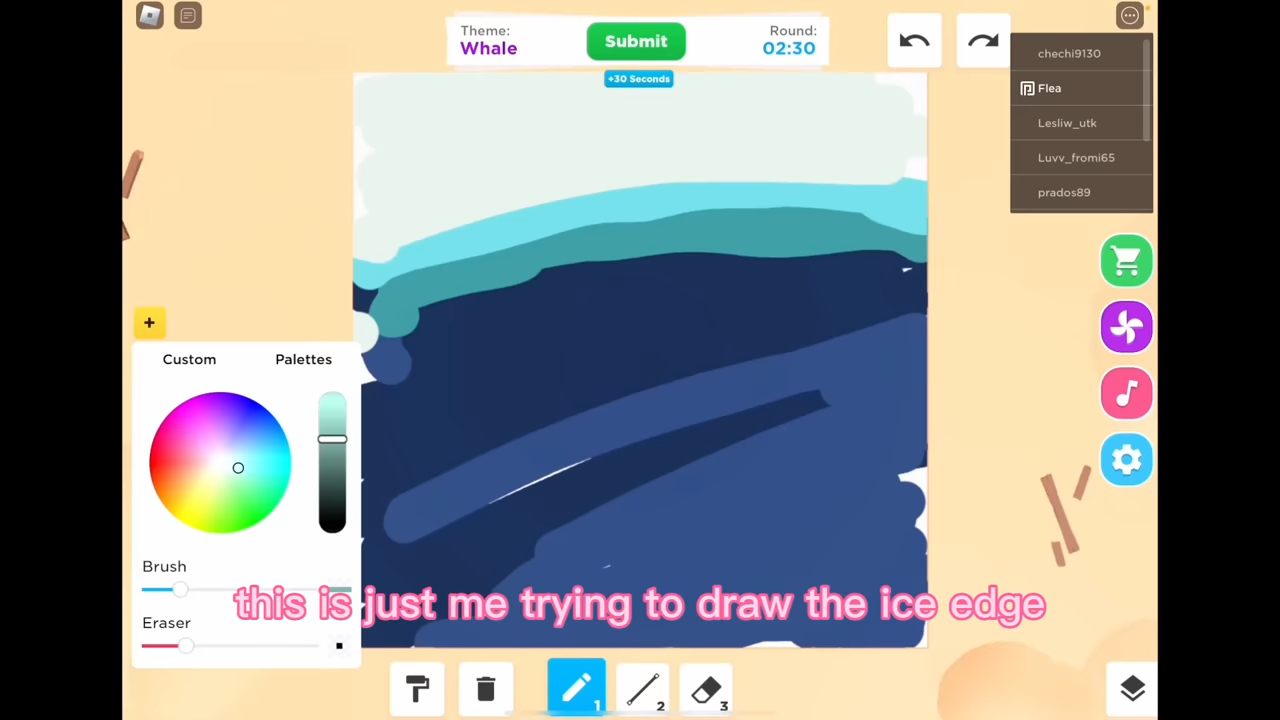 Theme:
Whale
Submit
Round:
02:30
+30 Seconds
chechi9130
Flea
Lesliw_utk
Luvv_fromi65
prados89
+
Custom
Palettes
Brush
Eraser
this is just me trying to draw the ice edge
1
2
3